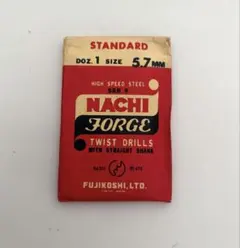 STANDARD
DOZ. 1 SIZE 5.7 MM
HIGH SPEED STEEL
NACHI
FORGE
TWIST DRILLS
WITH STRAIGHT SHANK
FUJIKOSHI, LTD.